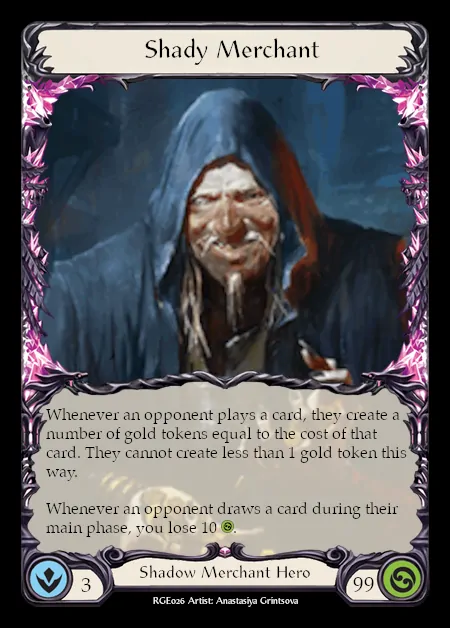 Shady Merchant
Whenever an opponent plays a card, they create a
number of gold tokens equal to the cost of that
card. They cannot create less than 1 gold token this
way.
Whenever an opponent draws a card during their
main phase, you lose 10 .
3
Shadow Merchant Hero
99
RGE026 Artist: Anastasiya Grintsova